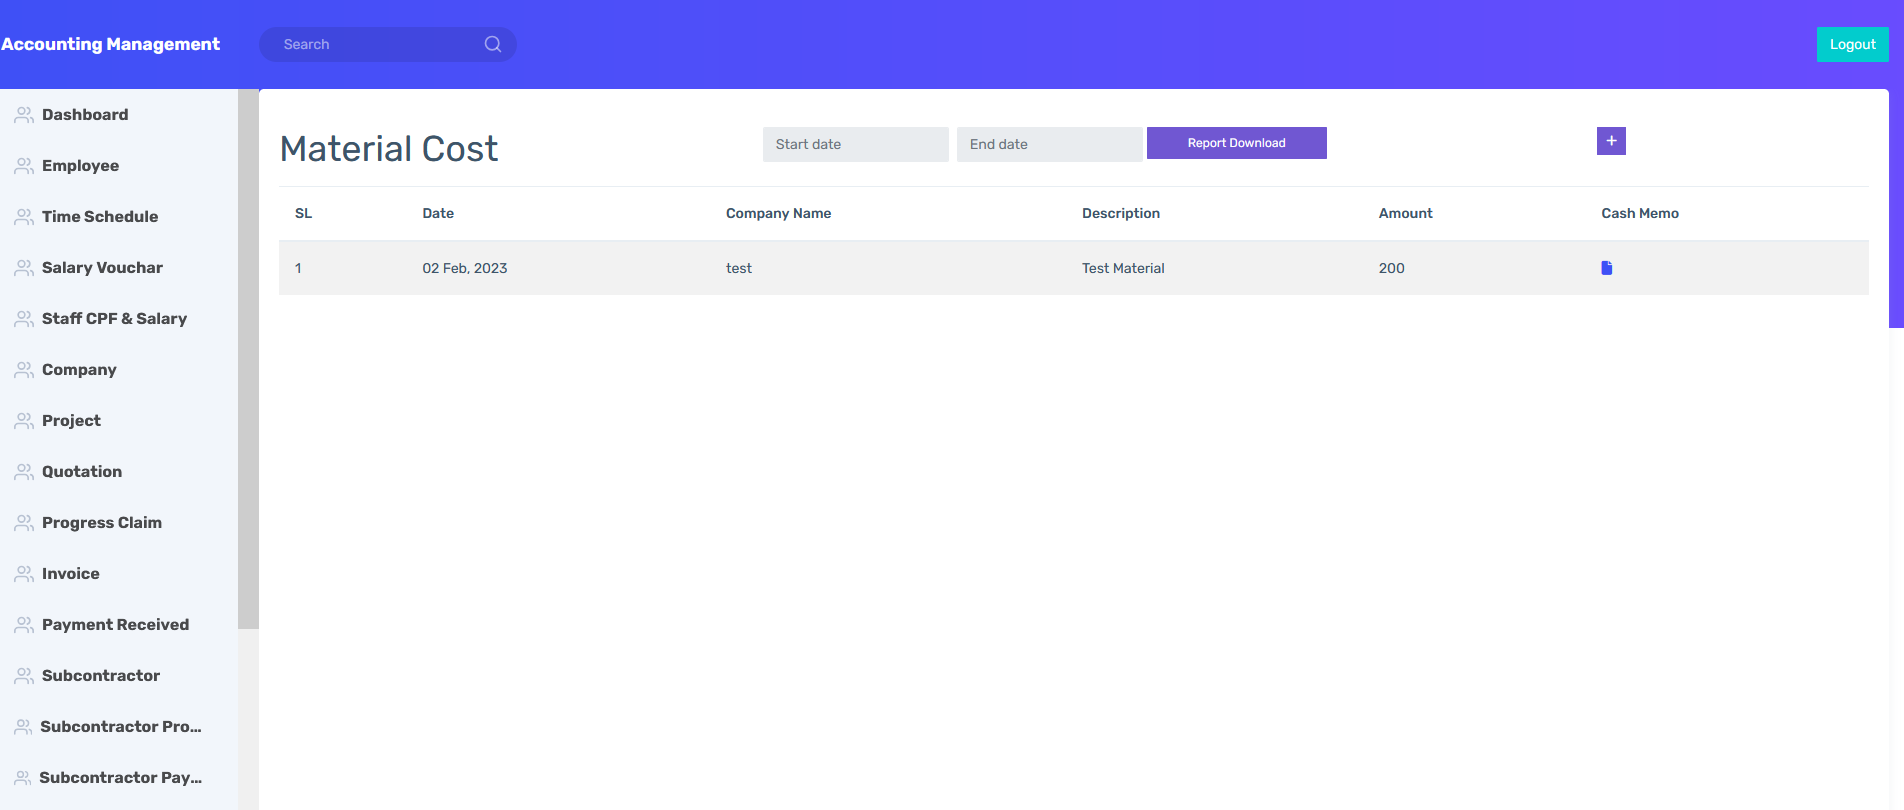 Accounting Management
Search
Logout
Dashboard
Employee
Time Schedule
Salary Vouchar
Staff CPF & Salary
Company
Project
Quotation
Progress Claim
Invoice
Payment Received
Subcontractor
Subcontractor Pro...
Subcontractor Pay...
Material Cost
Start date
End date
Report Download
+
SL Date Company Name Description Amount Cash Memo
1 02 Feb, 2023 test Test Material 200